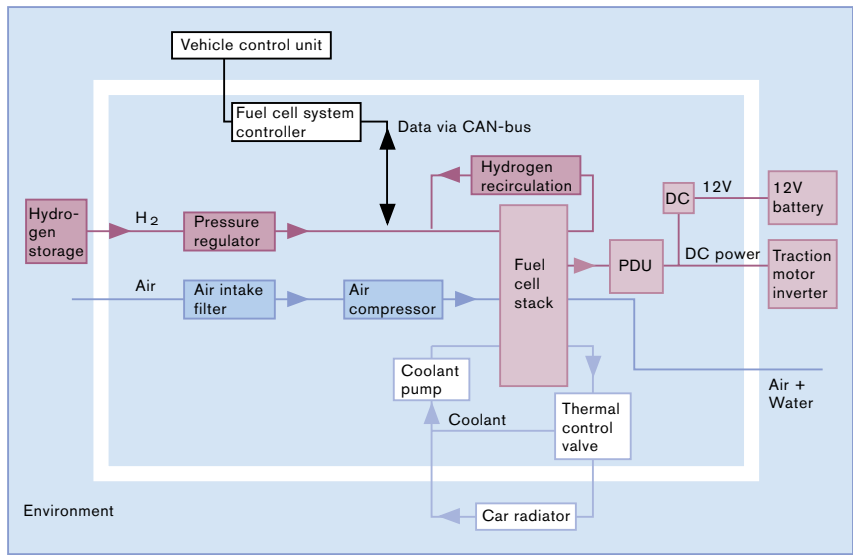 Vehicle control unit
Fuel cell system
controller
Data via CAN-bus
Hydrogen
recirculation
DC
12V
12V
battery
Hydro-
gen
storage
H2
Pressure
regulator
Fuel
cell
stack
PDU
DC power
Traction
motor
inverter
Air
Air intake
filter
Air
compressor
Coolant
pump
Coolant
Thermal
control
valve
Air +
Water
Car radiator
Environment